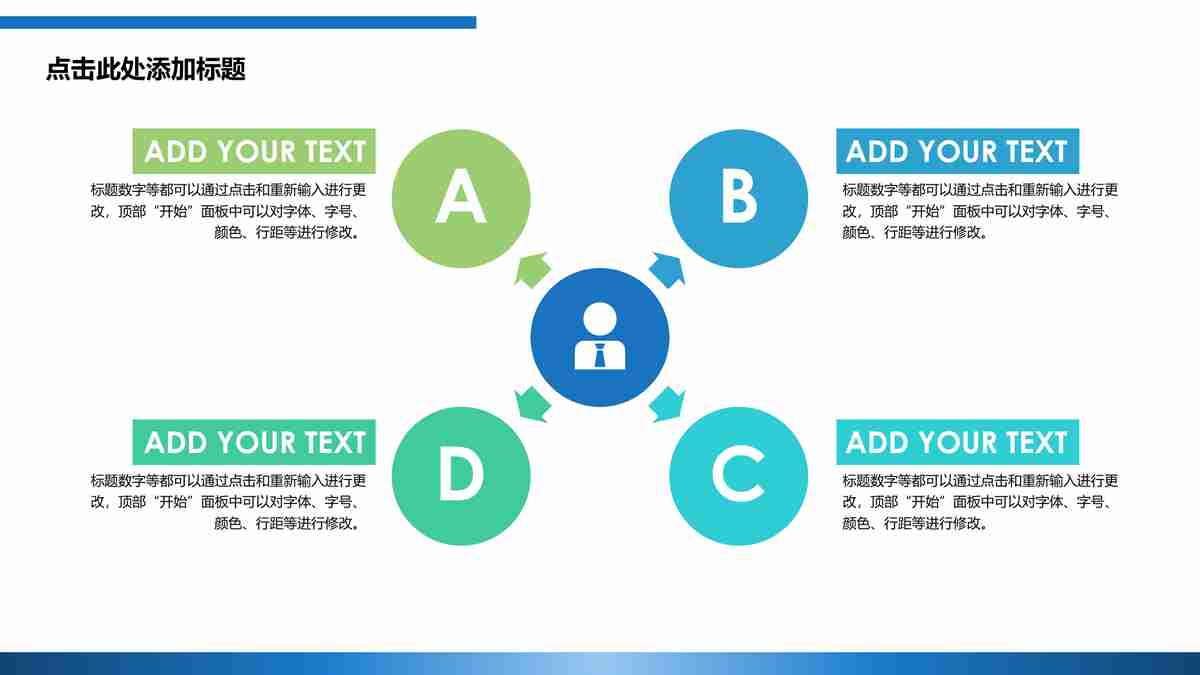 点击此处添加标题
ADD YOUR TEXT
标题数字等都可以通过点击和重新输入进行更
改，顶部“开始”面板中可以对字体、字号、
颜色、行距等进行修改。
A
B
ADD YOUR TEXT
标题数字等都可以通过点击和重新输入进行更
改，顶部“开始”面板中可以对字体、字号、
颜色、行距等进行修改。
ADD YOUR TEXT
标题数字等都可以通过点击和重新输入进行更
改，顶部“开始”面板中可以对字体、字号、
颜色、行距等进行修改。
D
C
ADD YOUR TEXT
标题数字等都可以通过点击和重新输入进行更
改，顶部“开始”面板中可以对字体、字号、
颜色、行距等进行修改。